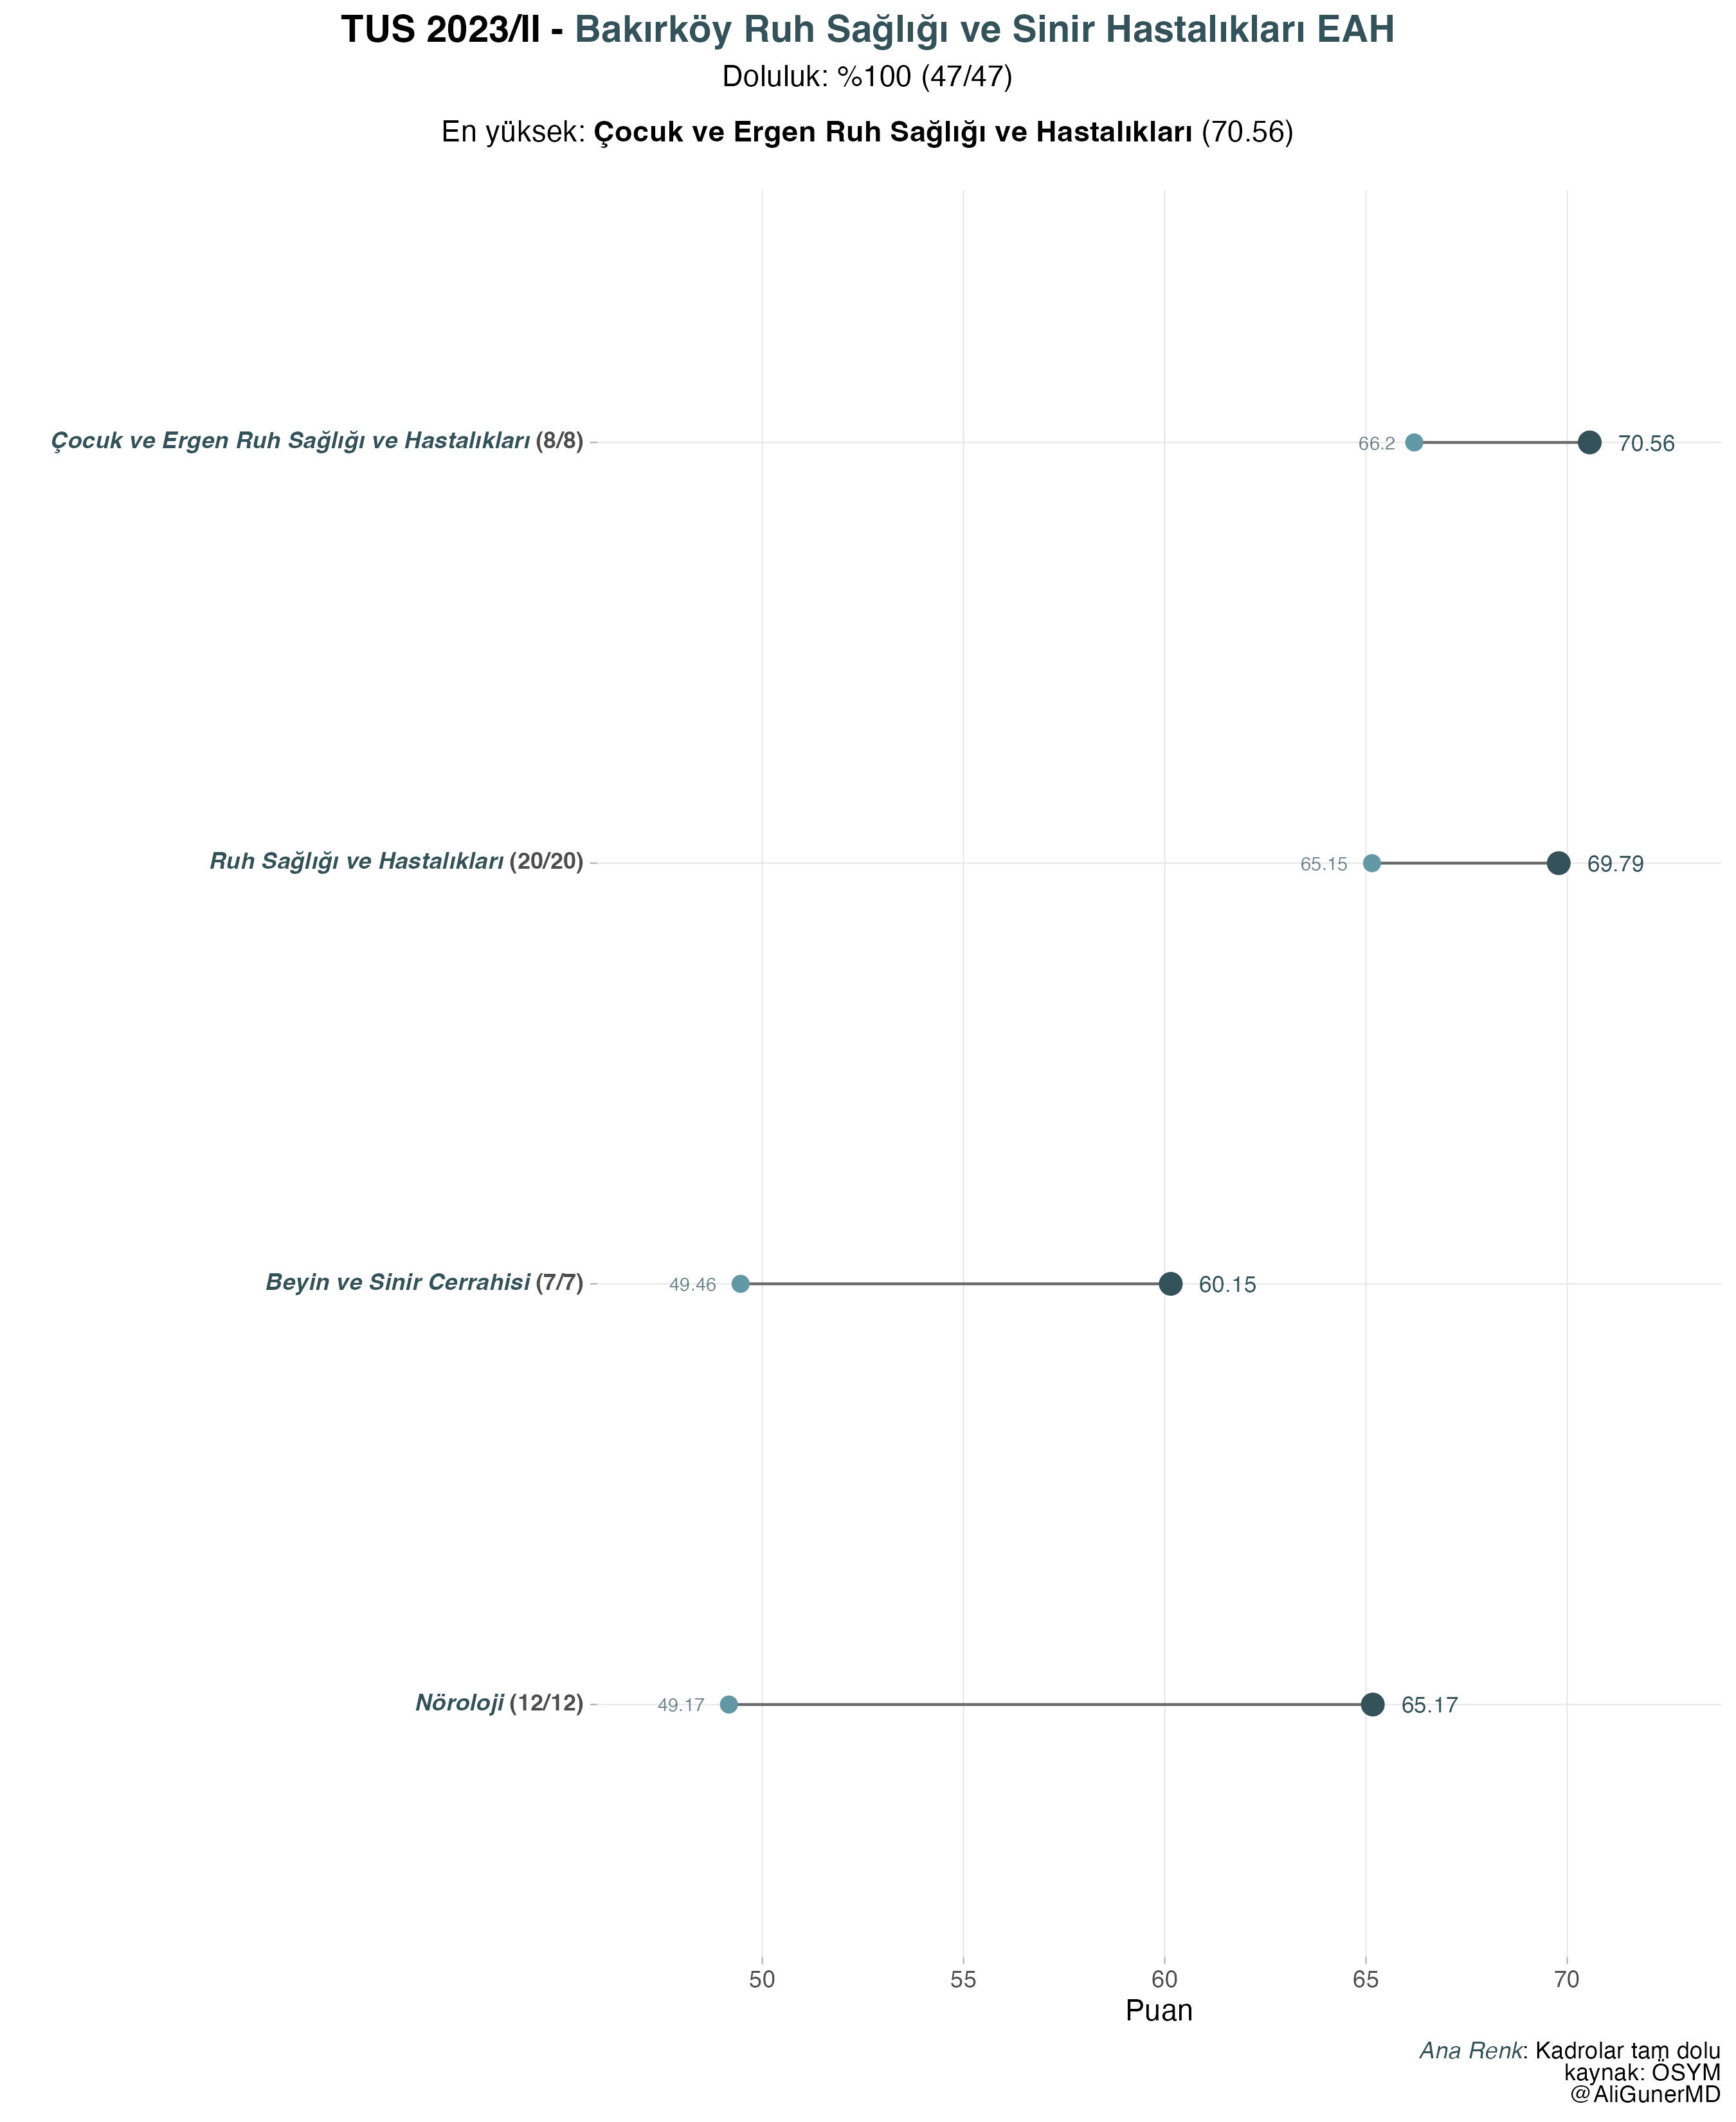 TUS 2023/II - Bakırköy Ruh Sağlığı ve Sinir Hastalıkları EAH
Doluluk: %100 (47/47)
En yüksek: Çocuk ve Ergen Ruh Sağlığı ve Hastalıkları (70.56)
Çocuk ve Ergen Ruh Sağlığı ve Hastalıkları (8/8) 66.2 70.56
Ruh Sağlığı ve Hastalıkları (20/20) 65.15 69.79
Beyin ve Sinir Cerrahisi (7/7) 49.46 60.15
Nöroloji (12/12) 49.17 65.17
50 55 60 65 70
Puan
Ana Renk: Kadrolar tam dolu
kaynak: ÖSYM
@AliGunerMD